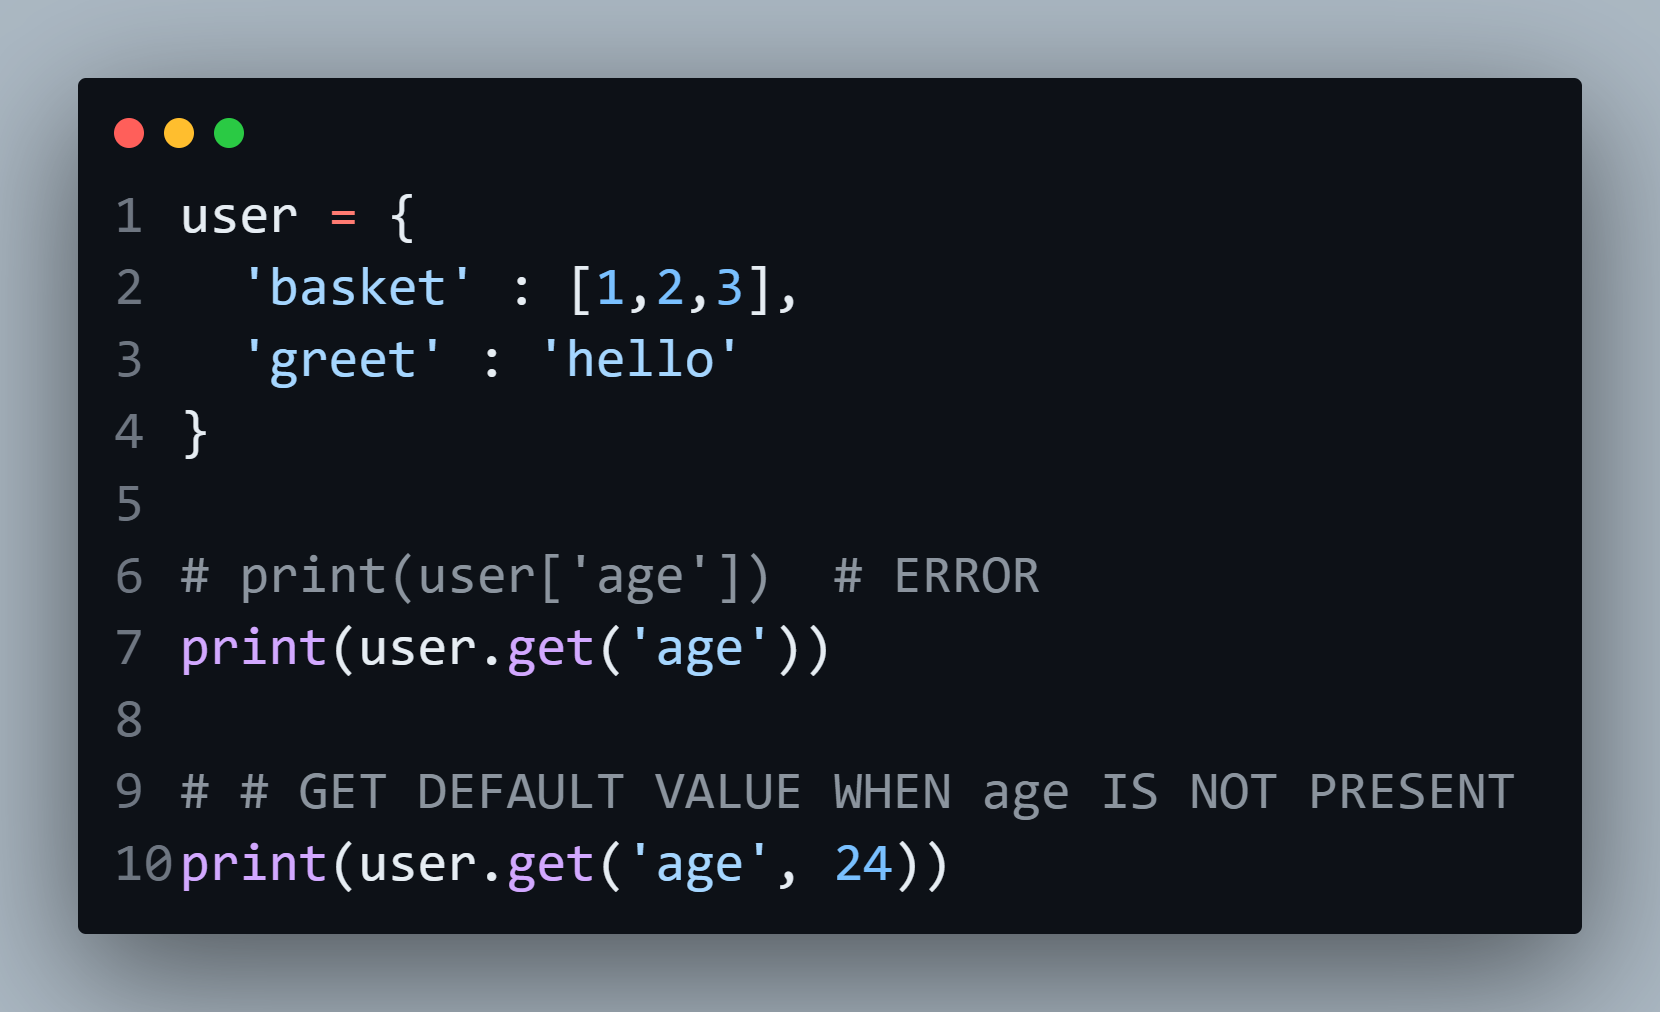 1 user = {
2   'basket' : [1,2,3],
3   'greet' : 'hello'
4 }
5
6 # print(user['age'])  # ERROR
7 print(user.get('age'))
8
9 # # GET DEFAULT VALUE WHEN age IS NOT PRESENT
10 print(user.get('age', 24))